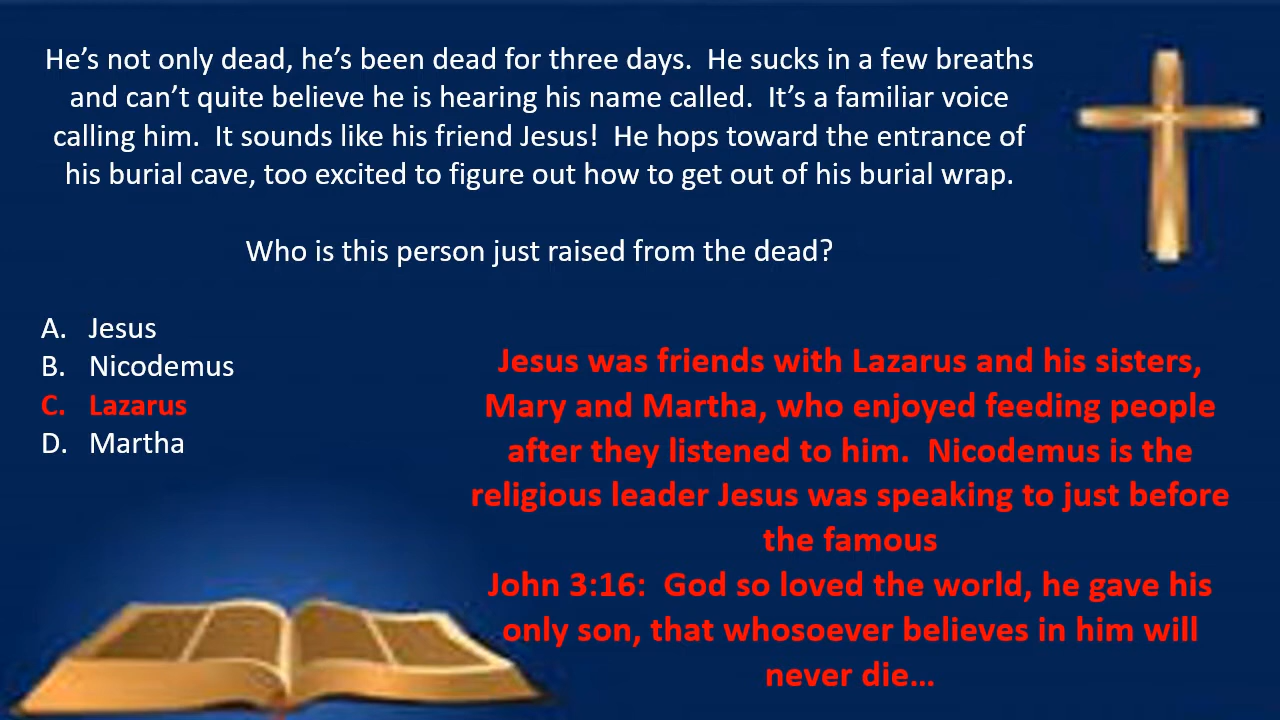 He’s not only dead, he’s been dead for three days.  He sucks in a few breaths
and can’t quite believe he is hearing his name called.  It’s a familiar voice
calling him.  It sounds like his friend Jesus!  He hops toward the entrance of
his burial cave, too excited to figure out how to get out of his burial wrap.
Who is this person just raised from the dead?
A. Jesus
B. Nicodemus
C. Lazarus
D. Martha
Jesus was friends with Lazarus and his sisters,
Mary and Martha, who enjoyed feeding people
after they listened to him.  Nicodemus is the
religious leader Jesus was speaking to just before
the famous
John 3:16:  God so loved the world, he gave his
only son, that whosoever believes in him will
never die…